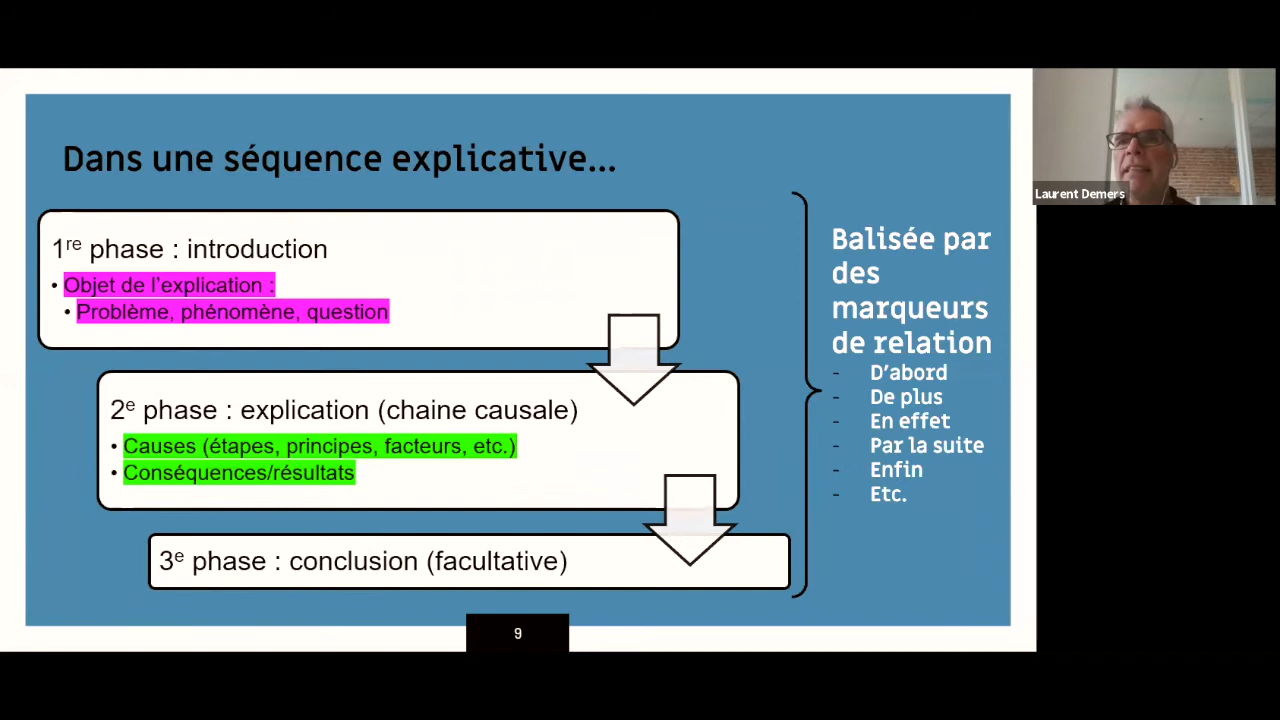 Dans une séquence explicative...
1re phase : introduction
• Objet de l'explication :
• Problème, phénomène, question
2e phase : explication (chaine causale)
• Causes (étapes, principes, facteurs, etc.)
• Conséquences/résultats
3e phase : conclusion (facultative)
Balisée par
des
marqueurs
de relation
- D'abord
- De plus
- En effet
- Par la suite
- Enfin
- Etc.
9
Laurent Demers